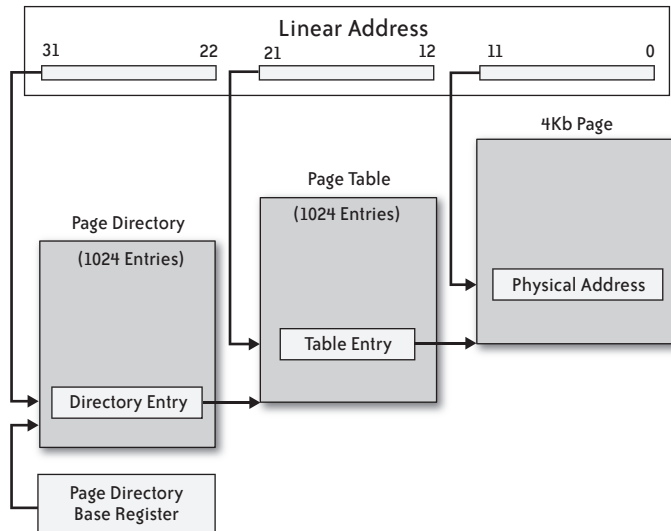 Linear Address
31 22 21 12 11 0
4Kb Page
Page Table
(1024 Entries)
Page Directory
(1024 Entries)
Physical Address
Table Entry
Directory Entry
Page Directory
Base Register